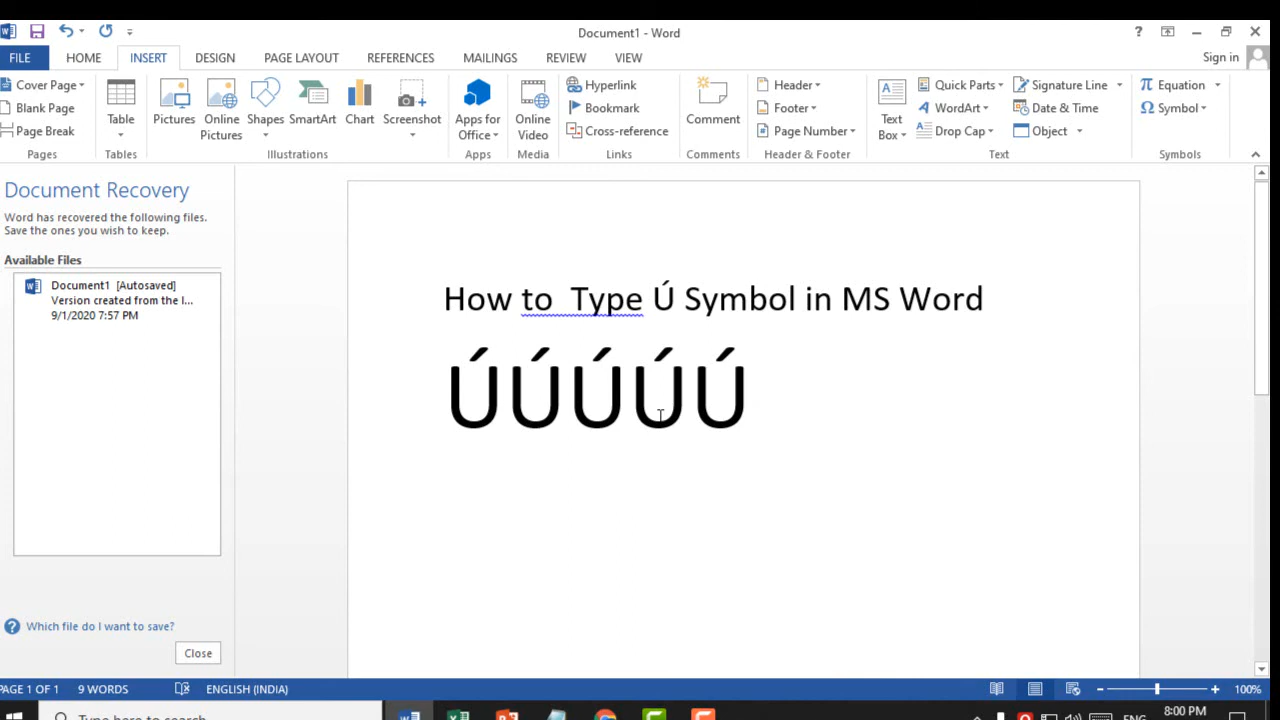 Document1 - Word
?
FILE HOME INSERT DESIGN PAGE LAYOUT REFERENCES MAILINGS REVIEW VIEW Sign in
Cover Page
Blank Page
Page Break
Pages
Table
Tables
Pictures
Online
Pictures
Shapes
SmartArt
Chart
Screenshot
Illustrations
Apps for
Office
Apps
Online
Video
Media
Hyperlink
Bookmark
Cross-reference
Links
Comment
Comments
Header
Footer
Page Number
Header & Footer
Text
Box
Quick Parts
WordArt
Drop Cap
Signature Line
Date & Time
Object
Text
Equation
Symbol
Symbols
Document Recovery
Word has recovered the following files.
Save the ones you wish to keep.
Available Files
Document1 [Autosaved]
Version created from the l...
9/1/2020 7:57 PM
Which file do I want to save?
Close
How to  Type Ú Symbol in MS Word
ÚÚÚÚÚ
PAGE 1 OF 1 9 WORDS ENGLISH (INDIA) 100%
Type here to search
ENG
8:00 PM